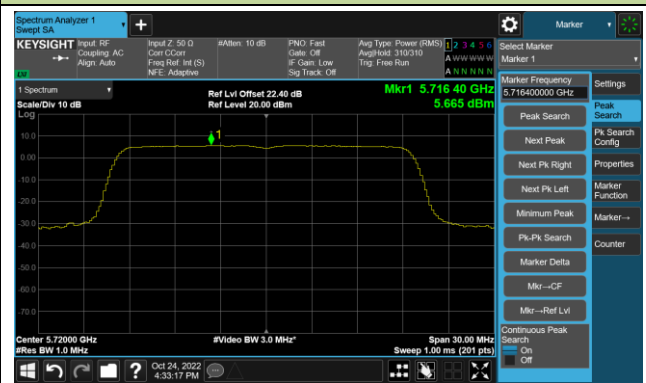 Spectrum Analyzer 1
Swept SA
+
Marker
KEYSIGHT
Input: RF
Coupling: AC
Align: Auto
Input Z: 50 Ω
Corr CCorr
Freq Ref: Int (S)
NFE: Adaptive
#Atten: 10 dB
PNO: Fast
Gate: Off
IF Gain: Low
Sig Track: Off
Avg Type: Power (RMS)
Avg|Hold: 310/310
Trig: Free Run
1 2 3 4 5 6
A W W W W W
A N N N N N
Select Marker
Marker 1
1 Spectrum
Scale/Div 10 dB
Log
Ref Lvl Offset 22.40 dB
Ref Level 20.00 dBm
Mkr1 5.716 40 GHz
5.665 dBm
1
10.0
0.00
-10.0
-20.0
-30.0
-40.0
-50.0
-60.0
-70.0
Center 5.72000 GHz
#Res BW 1.0 MHz
#Video BW 3.0 MHz*
Span 30.00 MHz
Sweep 1.00 ms (201 pts)
Marker Frequency
5.716400000 GHz
Peak Search
Next Peak
Next Pk Right
Next Pk Left
Minimum Peak
Pk-Pk Search
Marker Delta
Mkr→CF
Mkr→Ref Lvl
Continuous Peak
Search
On
Off
Settings
Peak
Search
Pk Search
Config
Properties
Marker
Function
Marker→
Counter
?
Oct 24, 2022
4:33:17 PM